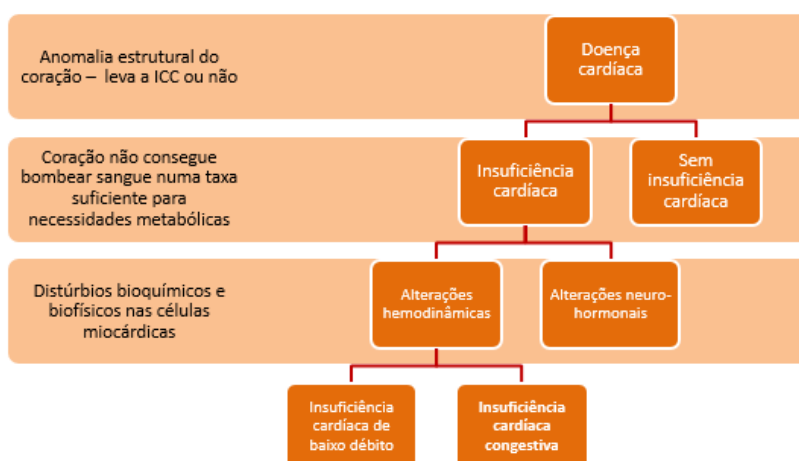 Anomalia estrutural do
coração – leva a ICC ou não
Doença
cardíaca
Coração não consegue
bombear sangue numa taxa
suficiente para
necessidades metabólicas
Insuficiência
cardíaca
Sem
insuficiência
cardíaca
Distúrbios bioquímicos e
biofísicos nas células
miocárdicas
Alterações
hemodinâmicas
Alterações neuro-
hormonais
Insuficiência
cardíaca de
baixo débito
Insuficiência
cardíaca
congestiva